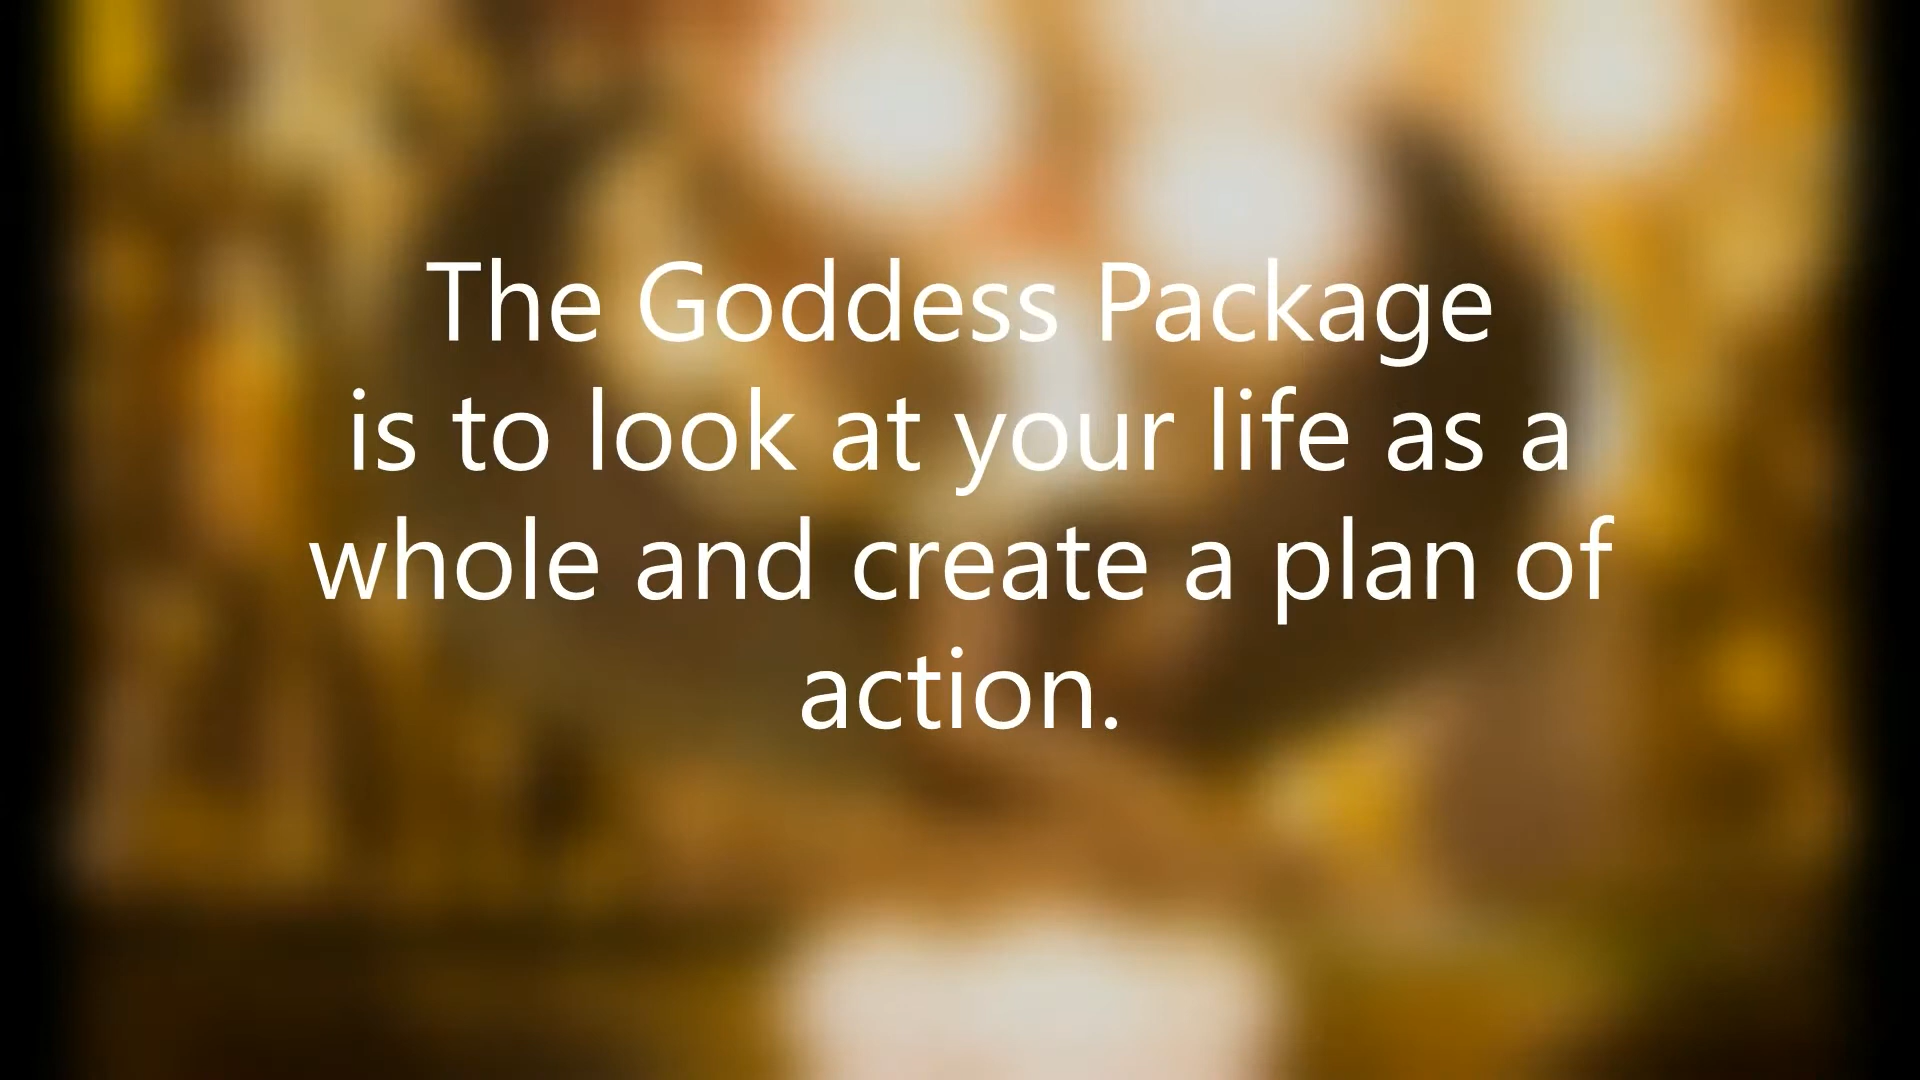 The Goddess Package
is to look at your life as a
whole and create a plan of
action.